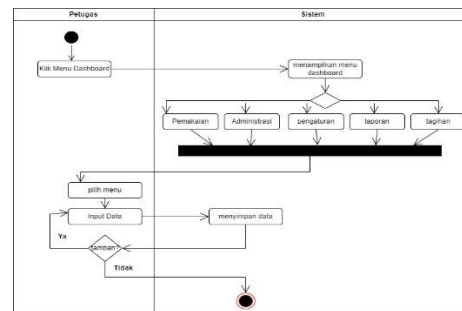 Petugas
Sistem
Klik Menu Dashboard
menampilkan menu
dashboard
Pemakaian
Administrasi
pengaturan
laporan
tagihan
pilih menu
Input Data
menyimpan data
Ya
tambah?
Tidak